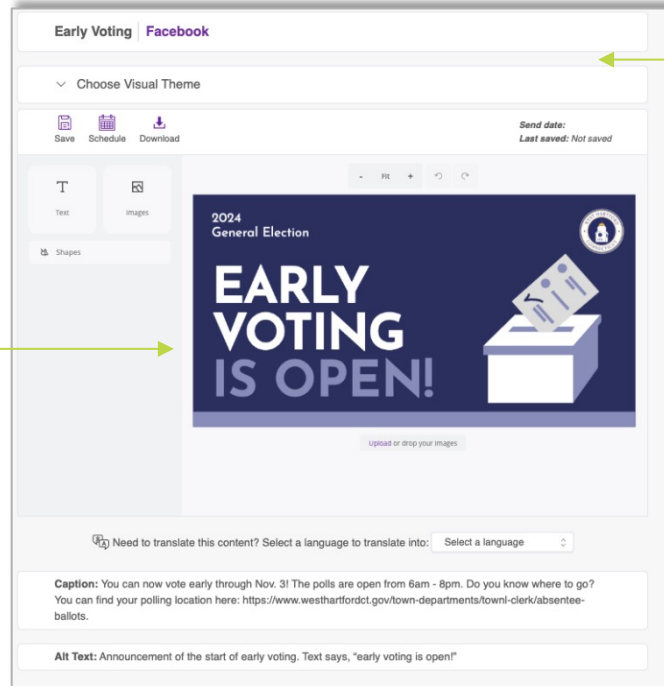 Early Voting Facebook
Choose Visual Theme
Save Schedule Download
Send date:
Last saved: Not saved
- Fit +
Text Images
Shapes
2024
General Election
EARLY
VOTING
IS OPEN!
Upload or drop your images
Need to translate this content? Select a language to translate into: Select a language
Caption: You can now vote early through Nov. 3! The polls are open from 6am - 8pm. Do you know where to go?
You can find your polling location here: https://www.westhartfordct.gov/town-departments/townl-clerk/absentee-
ballots.
Alt Text: Announcement of the start of early voting. Text says, “early voting is open!”